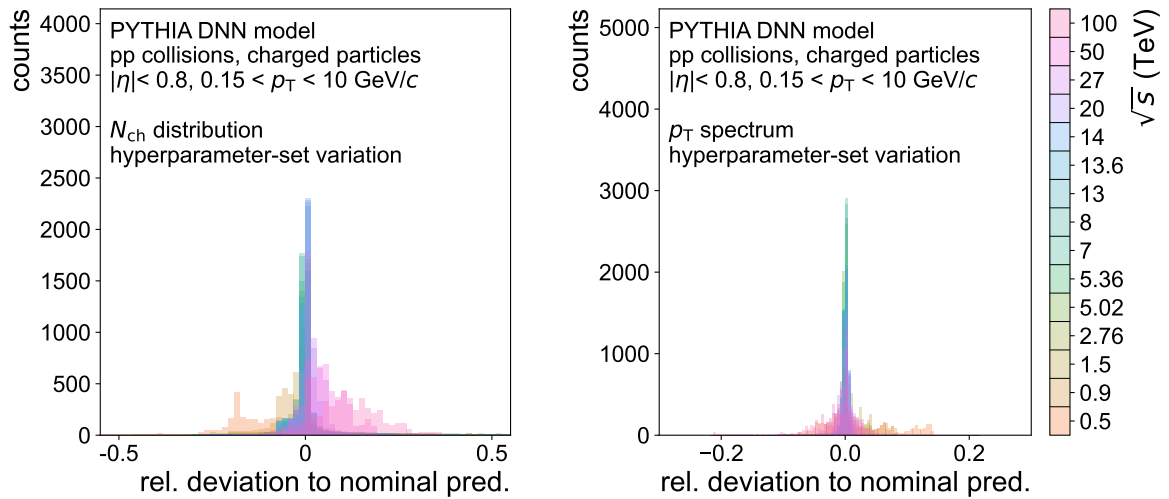 counts
4000
3500
3000
2500
2000
1500
1000
500
0
PYTHIA DNN model
pp collisions, charged particles
|η|< 0.8, 0.15 < p_T < 10 GeV/c
N_ch distribution
hyperparameter-set variation
-0.5
0
0.5
rel. deviation to nominal pred.
counts
5000
4000
3000
2000
1000
0
PYTHIA DNN model
pp collisions, charged particles
|η|< 0.8, 0.15 < p_T < 10 GeV/c
p_T spectrum
hyperparameter-set variation
−0.2
0.0
0.2
rel. deviation to nominal pred.
100
50
27
20
14
13.6
13
8
7
5.36
5.02
2.76
1.5
0.9
0.5
√s (TeV)